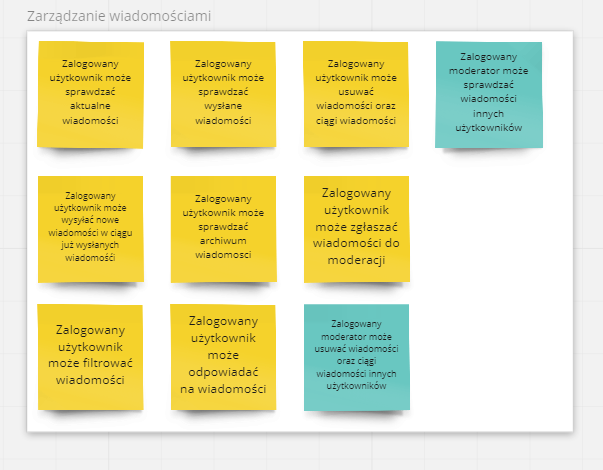 Zarządzanie wiadomościami
Zalogowany
użytkownik może
sprawdzać
aktualne
wiadomości
Zalogowany
użytkownik może
sprawdzać
wysłane
wiadomości
Zalogowany
użytkownik może
usuwać
wiadomości oraz
ciągi wiadomości
Zalogowany
moderator może
sprawdzać
wiadomości
innych
użytkowników
Zalogowany
użytkownik może
wysyłać nowe
wiadomości w ciągu
już wysłanych
wiadomośći
Zalogowany
użytkownik może
sprawdzać
archiwum
wiadomosci
Zalogowany
użytkownik
może zgłaszać
wiadomości do
moderacji
Zalogowany
użytkownik
może filtrować
wiadomości
Zalogowany
użytkownik
może
odpowiadać
na wiadomości
Zalogowany
moderator może
usuwać wiadomości
oraz ciągi
wiadomości innych
użytkowników